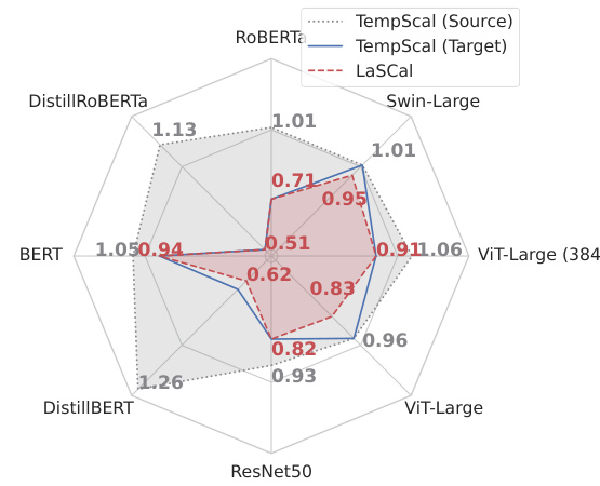 TempScal (Source)
TempScal (Target)
LaSCal
RoBERTa
DistillRoBERTa
Swin-Large
1.13
1.01
1.01
0.71
0.95
0.51
BERT
1.05
0.94
0.91
1.06
ViT-Large (384
0.62
0.83
0.82
0.96
0.93
1.26
DistillBERT
ViT-Large
ResNet50